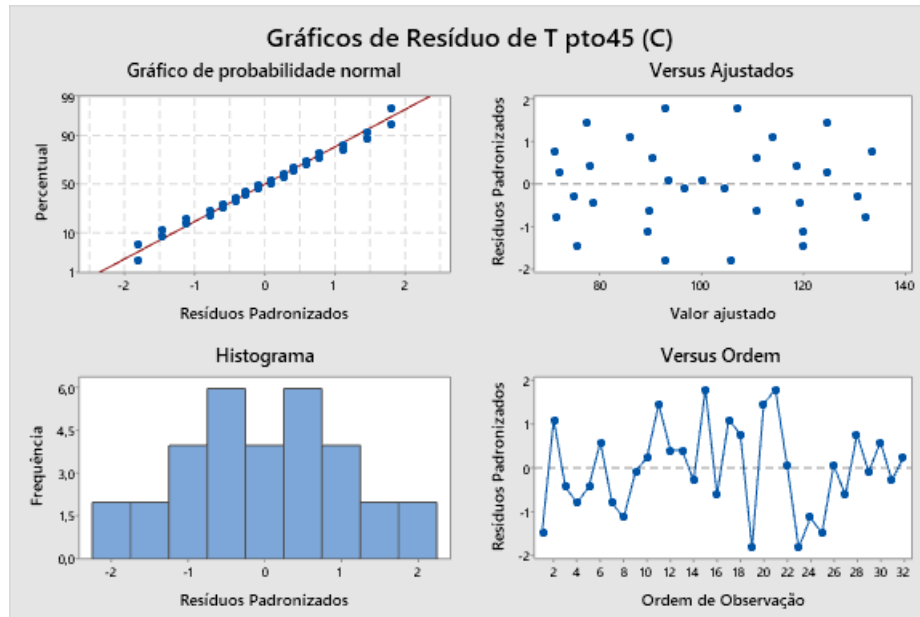 Gráficos de Resíduo de T pto45 (C)
Gráfico de probabilidade normal
99
90
50
10
1
Percentual
-2 -1 0 1 2
Resíduos Padronizados
Versus Ajustados
2
1
0
-1
-2
Resíduos Padronizados
80 100 120 140
Valor ajustado
Histograma
6,0
4,5
3,0
1,5
0,0
Frequência
-2 -1 0 1 2
Resíduos Padronizados
Versus Ordem
2
1
0
-1
-2
Resíduos Padronizados
2 4 6 8 10 12 14 16 18 20 22 24 26 28 30 32
Ordem de Observação